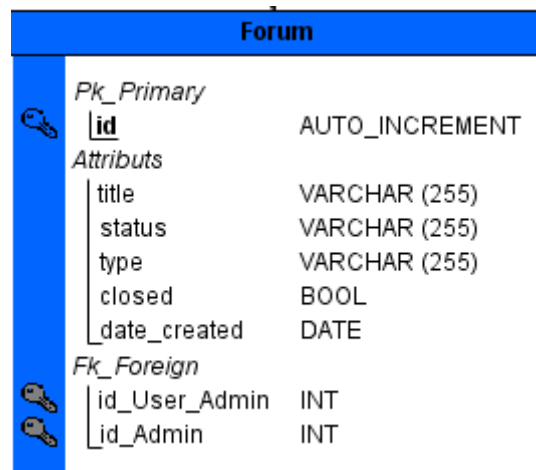 Forum
Pk_Primary
id AUTO_INCREMENT
Attributs
title VARCHAR (255)
status VARCHAR (255)
type VARCHAR (255)
closed BOOL
date_created DATE
Fk_Foreign
id_User_Admin INT
id_Admin INT